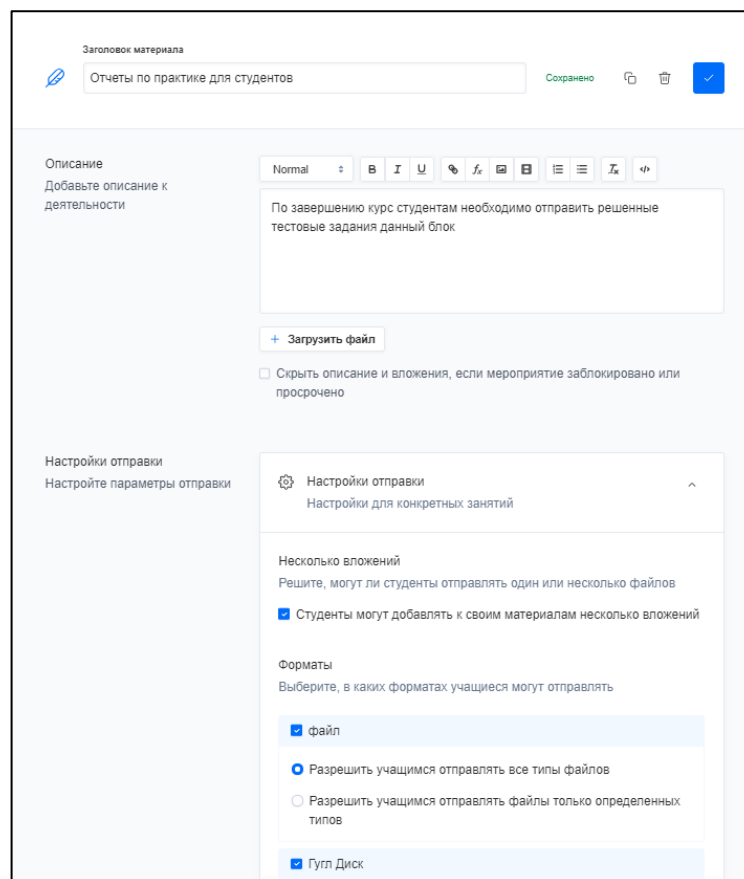 Заголовок материала
Отчеты по практике для студентов
Сохранено
Описание
Добавьте описание к
деятельности
Normal
B I U
По завершению курс студентам необходимо отправить решенные
тестовые задания данный блок
+ Загрузить файл
Скрыть описание и вложения, если мероприятие заблокировано или
просрочено
Настройки отправки
Настройте параметры отправки
Настройки отправки
Настройки для конкретных занятий
Несколько вложений
Решите, могут ли студенты отправлять один или несколько файлов
Студенты могут добавлять к своим материалам несколько вложений
Форматы
Выберите, в каких форматах учащиеся могут отправлять
файл
Разрешить учащимся отправлять все типы файлов
Разрешить учащимся отправлять файлы только определенных
типов
Гугл Диск